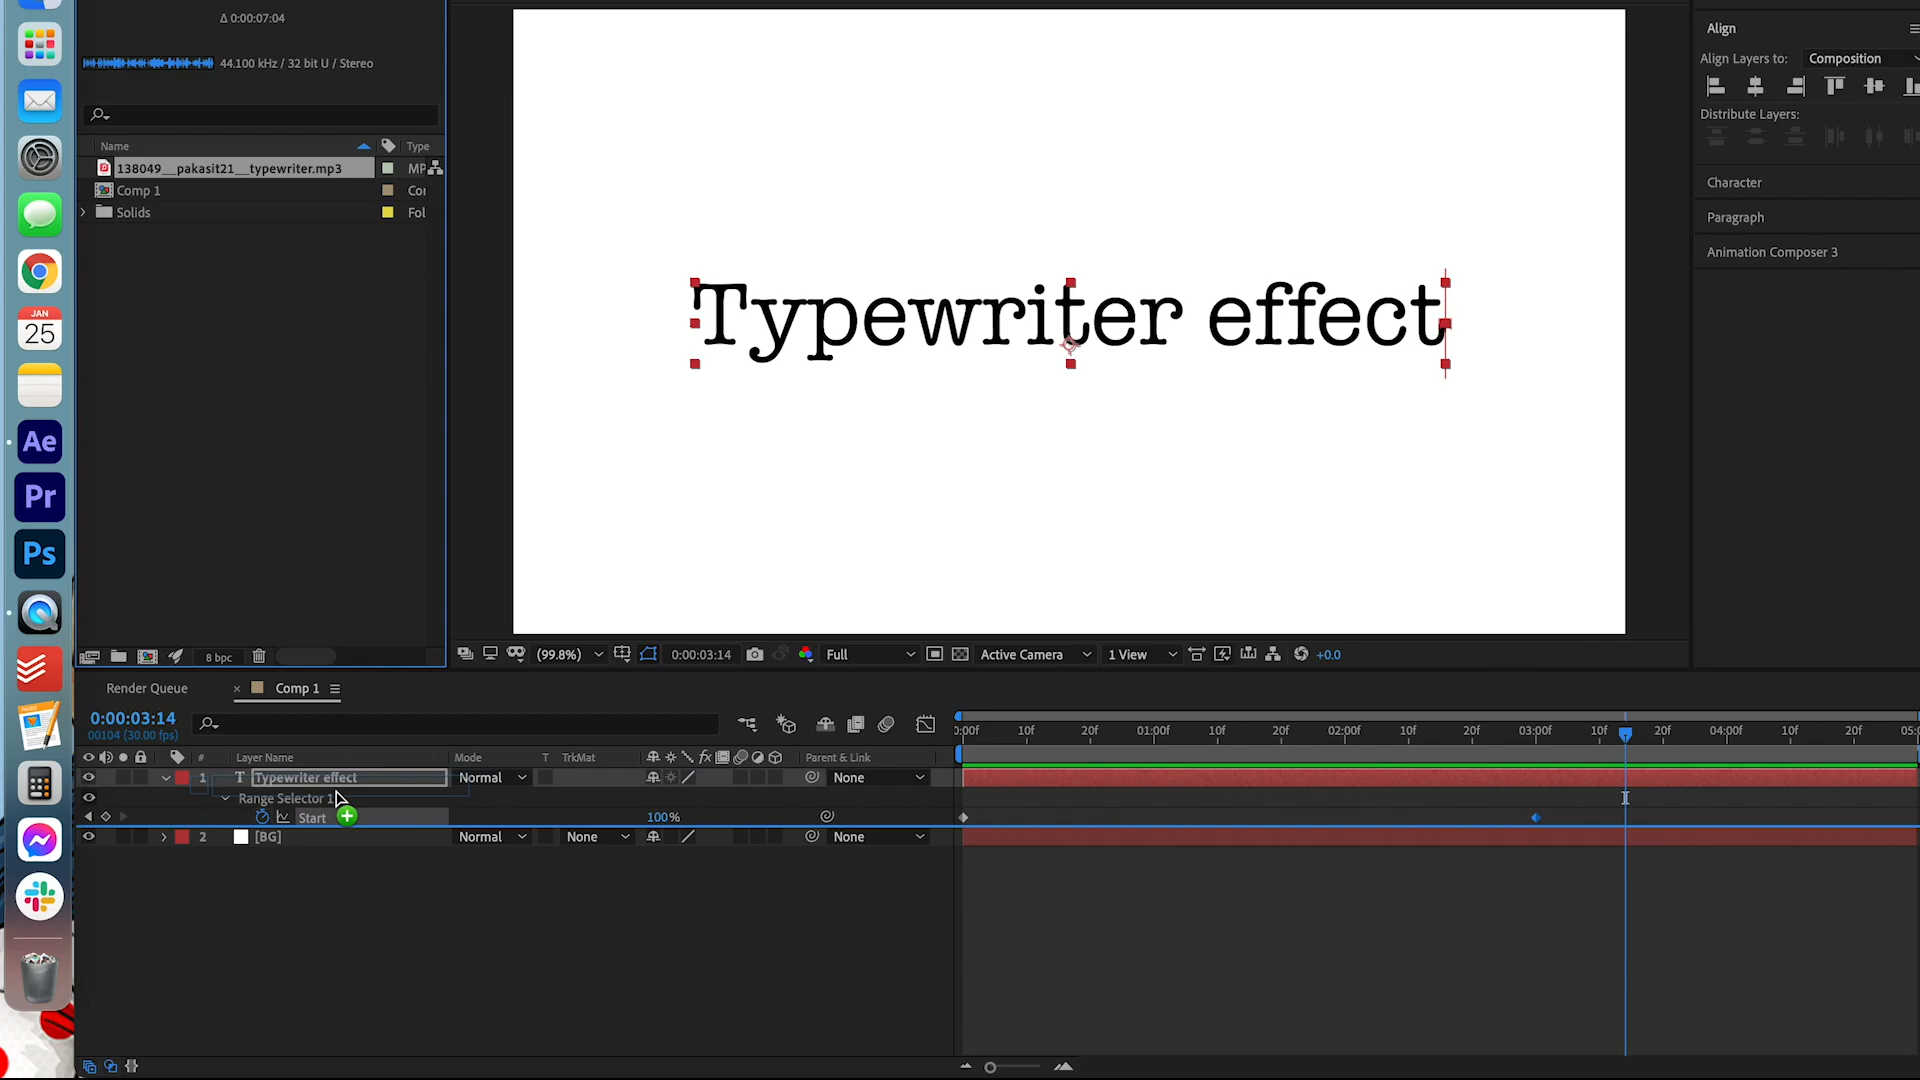 Δ 0:00:07:04
44.100 kHz / 32 bit U / Stereo
Name Type
138049__pakasit21__typewriter.mp3 MP
Comp 1 Cor
Solids Fol
8 bpc
Typewriter effect
Align
Align Layers to: Composition
Distribute Layers:
Character
Paragraph
Animation Composer 3
JAN
25
Ae
Pr
Ps
(99.8%) 0:00:03:14 Full Active Camera 1 View +0.0
Render Queue × Comp 1
0:00:03:14
00104 (30.00 fps)
0:00f 10f 20f 01:00f 10f 20f 02:00f 10f 20f 03:00f 10f 20f 04:00f 10f 20f 05:0
# Layer Name Mode T TrkMat Parent & Link
1 T Typewriter effect Normal None
Range Selector 1
Start 100%
2 [BG] Normal None None